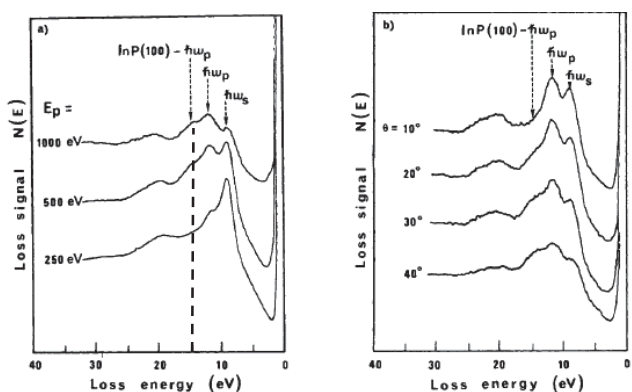 a)
InP(100) – ħωp
ħωp
ħωs
Ep =
1000 eV
500 eV
250 eV
Loss signal N(E)
40 30 20 10 0
Loss energy (eV)
b)
InP(100) – ħωp
ħωp
ħωs
θ = 10°
20°
30°
40°
Loss signal N(E)
40 30 20 10 0
Loss energy (eV)